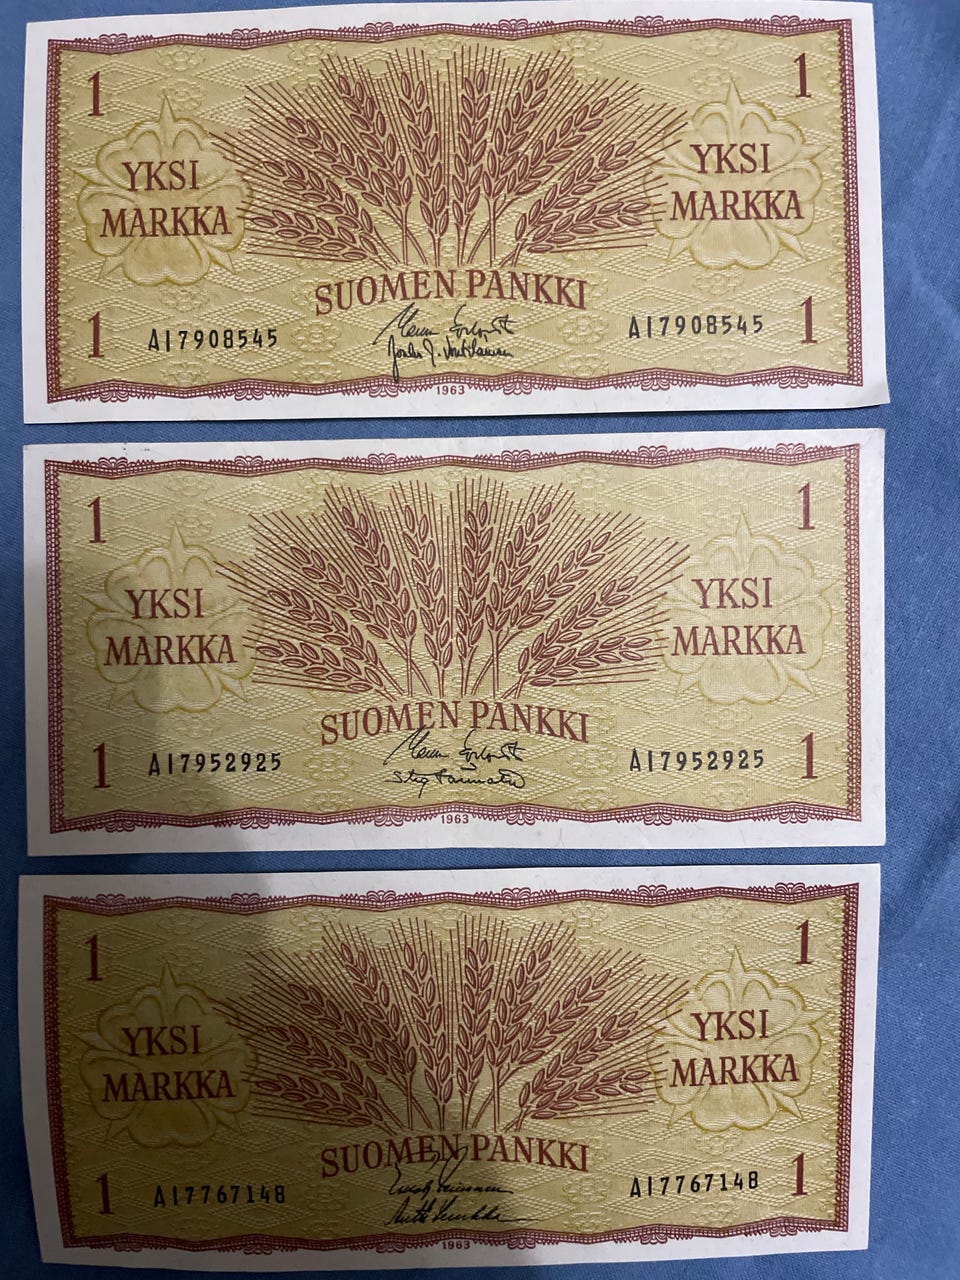 1 1
YKSI YKSI
MARKKA MARKKA
SUOMEN PANKKI
1 A17908545 A17908545 1
1963
1 1
YKSI YKSI
MARKKA MARKKA
SUOMEN PANKKI
1 A17952925 A17952925 1
1963
1 1
YKSI YKSI
MARKKA MARKKA
SUOMEN PANKKI
1 A17767148 A17767148 1
1963